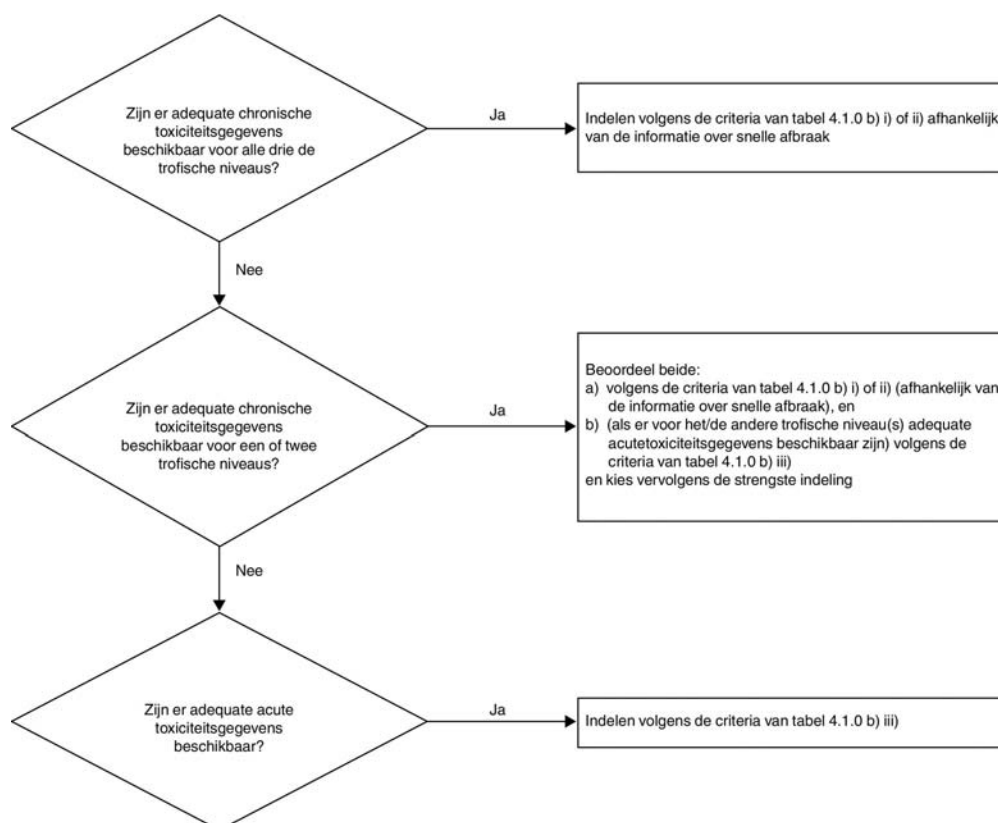 Zijn er adequate chronische
toxiciteitsgegevens
beschikbaar voor alle drie de
trofische niveaus?
Ja
Indelen volgens de criteria van tabel 4.1.0 b) i) of ii) afhankelijk
van de informatie over snelle afbraak
Nee
Zijn er adequate chronische
toxiciteitsgegevens
beschikbaar voor een of twee
trofische niveaus?
Ja
Beoordeel beide:
a) volgens de criteria van tabel 4.1.0 b) i) of ii) (afhankelijk van
de informatie over snelle afbraak), en
b) (als er voor het/de andere trofische niveau(s) adequate
acutetoxiciteitsgegevens beschikbaar zijn) volgens de
criteria van tabel 4.1.0 b) iii)
en kies vervolgens de strengste indeling
Nee
Zijn er adequate acute
toxiciteitsgegevens
beschikbaar?
Ja
Indelen volgens de criteria van tabel 4.1.0 b) iii)